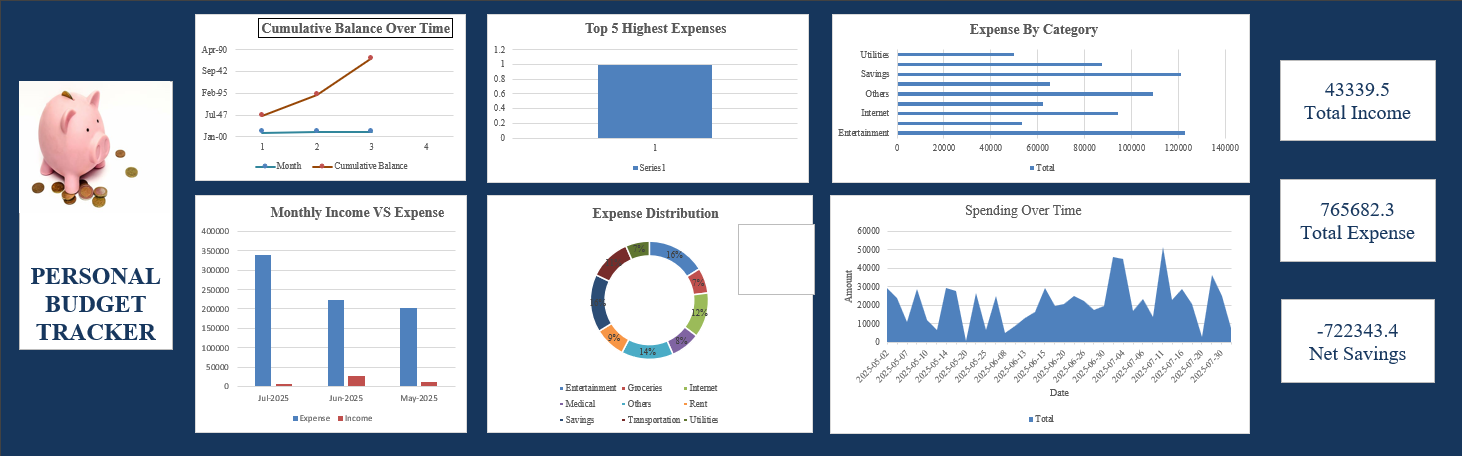 PERSONAL
BUDGET
TRACKER
Cumulative Balance Over Time
Apr-90
Sep-42
Feb-95
Jul-47
Jan-00
1 2 3 4
Month Cumulative Balance
Top 5 Highest Expenses
1.2
1
0.8
0.6
0.4
0.2
0
1
Series1
Expense By Category
Utilities
Savings
Others
Internet
Entertainment
0 20000 40000 60000 80000 100000 120000 140000
Total
43339.5
Total Income
765682.3
Total Expense
-722343.4
Net Savings
Monthly Income VS Expense
400000
350000
300000
250000
200000
150000
100000
50000
0
Jul-2025 Jun-2025 May-2025
Expense Income
Expense Distribution
7% 16%
7%
12%
8%
14%
9%
Entertainment Groceries Internet
Medical Others Rent
Savings Transportation Utilities
Spending Over Time
Amount
60000
50000
40000
30000
20000
10000
0
2025-05-02 2025-05-07 2025-05-10 2025-05-14 2025-05-20 2025-05-25 2025-06-08 2025-06-13 2025-06-15 2025-06-20 2025-06-26 2025-06-30 2025-07-04 2025-07-06 2025-07-11 2025-07-16 2025-07-20 2025-07-30
Date
Total